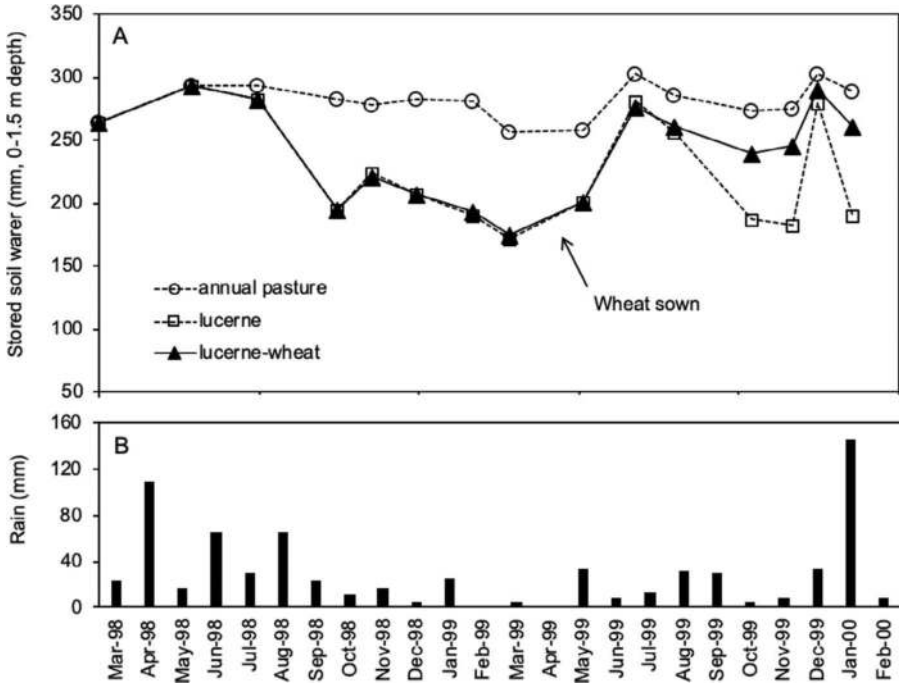 Stored soil warer (mm, 0-1.5 m depth)
350
300
250
200
150
100
50
A
annual pasture
lucerne
lucerne-wheat
Wheat sown
Rain (mm)
160
120
80
40
0
B
Mar-98
Apr-98
May-98
Jun-98
Jul-98
Aug-98
Sep-98
Oct-98
Nov-98
Dec-98
Jan-99
Feb-99
Mar-99
Apr-99
May-99
Jun-99
Jul-99
Aug-99
Sep-99
Oct-99
Nov-99
Dec-99
Jan-00
Feb-00